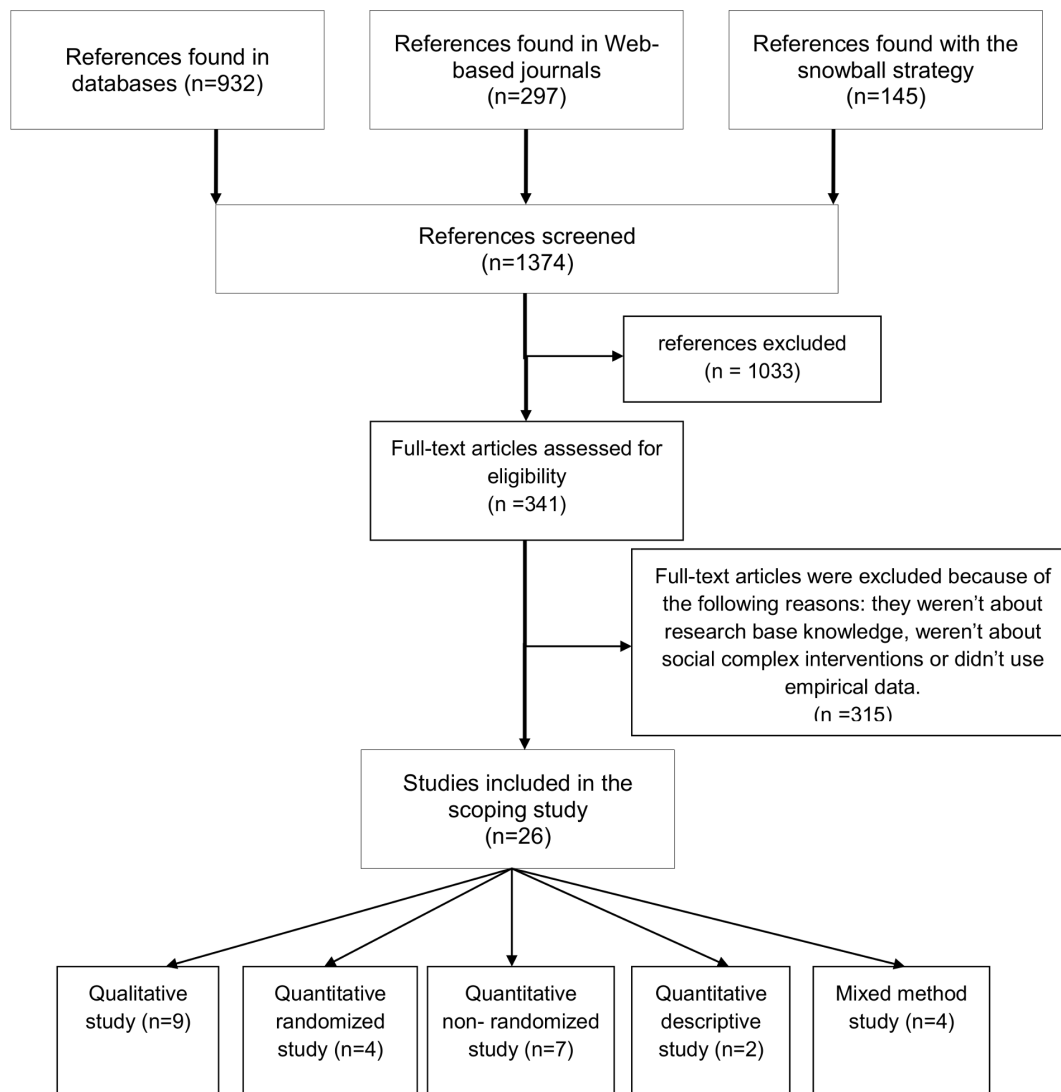 References found in
databases (n=932)
References found in Web-
based journals
(n=297)
References found with the
snowball strategy
(n=145)
References screened
(n=1374)
references excluded
(n = 1033)
Full-text articles assessed for
eligibility
(n =341)
Full-text articles were excluded because of
the following reasons: they weren’t about
research base knowledge, weren’t about
social complex interventions or didn’t use
empirical data.
(n =315)
Studies included in the
scoping study
(n=26)
Qualitative
study (n=9)
Quantitative
randomized
study (n=4)
Quantitative
non- randomized
study (n=7)
Quantitative
descriptive
study (n=2)
Mixed method
study (n=4)